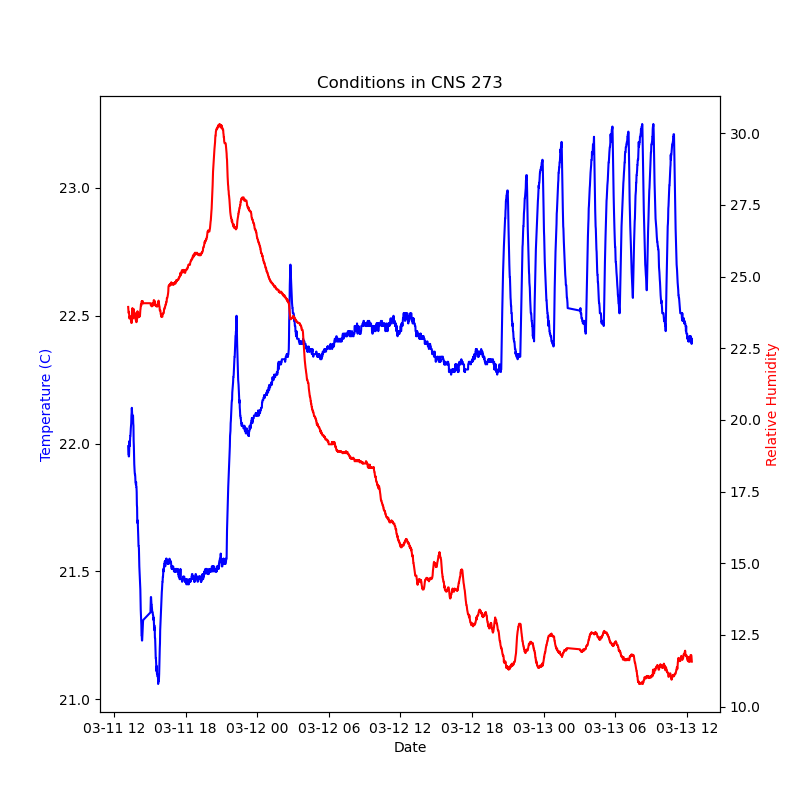 Conditions in CNS 273
23.0
22.5
22.0
21.5
21.0
Temperature (C)
30.0
27.5
25.0
22.5
20.0
17.5
15.0
12.5
10.0
Relative Humidity
03-11 12 03-11 18 03-12 00 03-12 06 03-12 12 03-12 18 03-13 00 03-13 06 03-13 12
Date